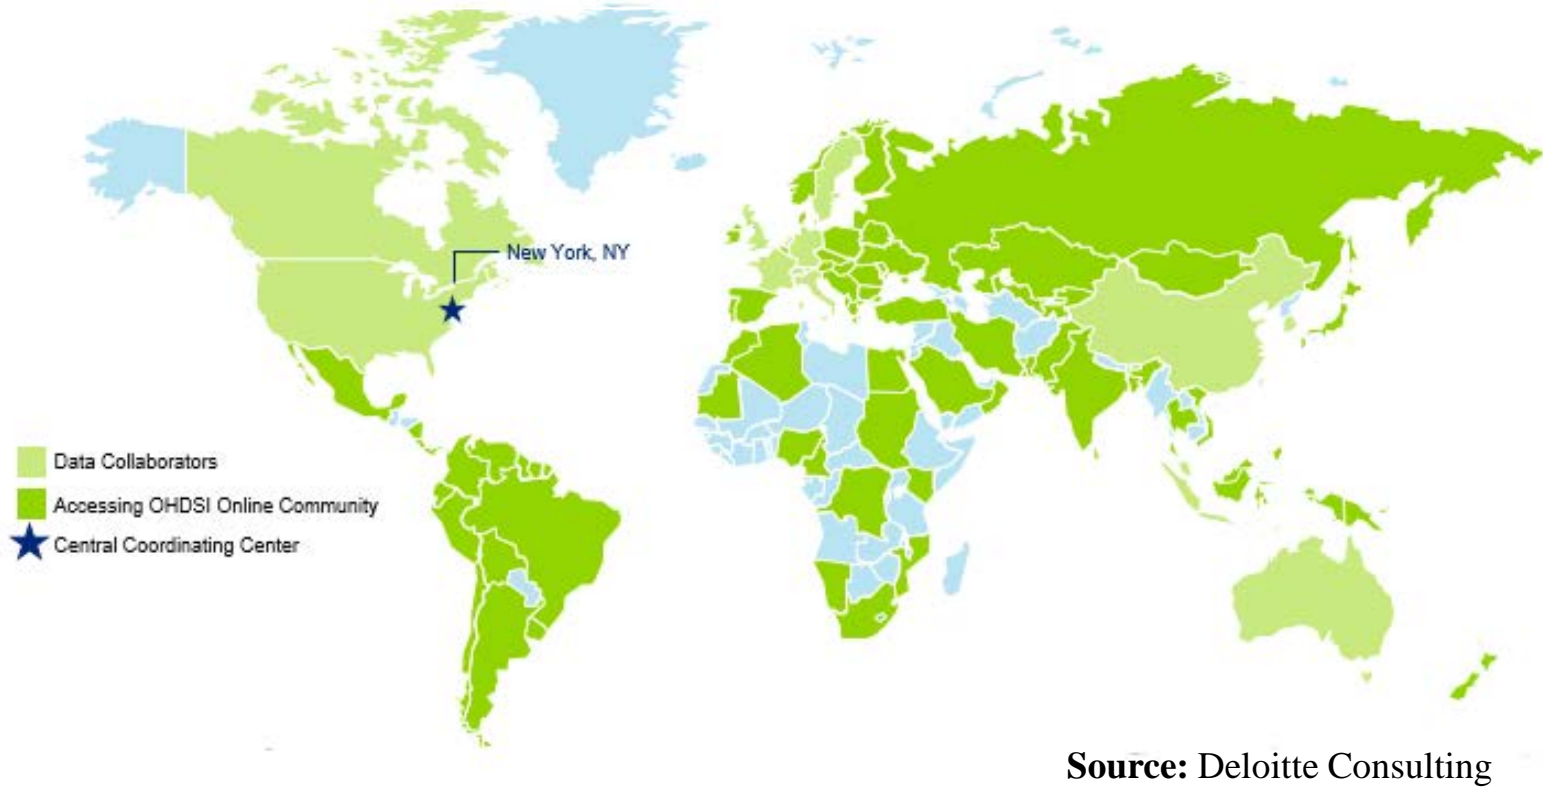 New York, NY
Data Collaborators
Accessing OHDSI Online Community
Central Coordinating Center
Source: Deloitte Consulting